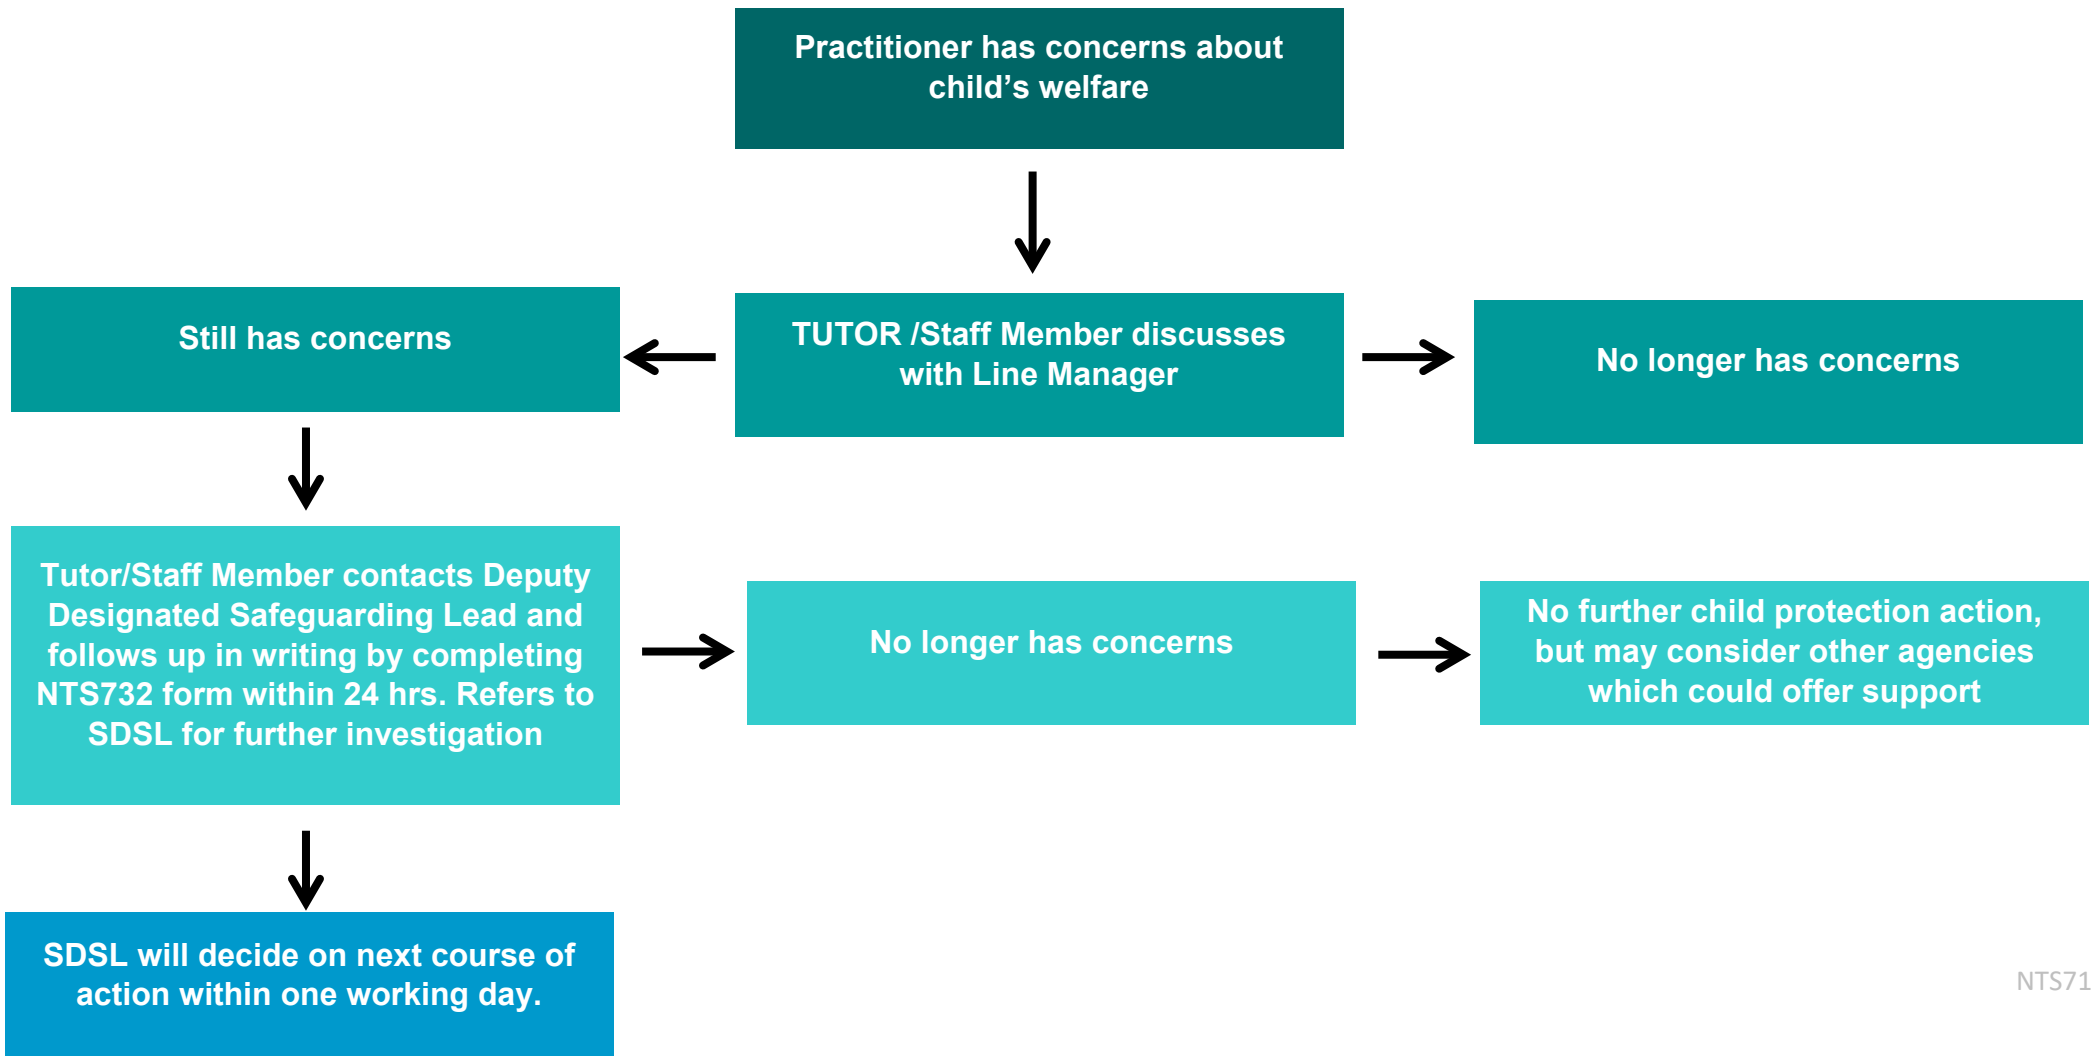 Practitioner has concerns about
child’s welfare
Still has concerns
TUTOR /Staff Member discusses
with Line Manager
No longer has concerns
Tutor/Staff Member contacts Deputy
Designated Safeguarding Lead and
follows up in writing by completing
NTS732 form within 24 hrs. Refers to
SDSL for further investigation
No longer has concerns
No further child protection action,
but may consider other agencies
which could offer support
SDSL will decide on next course of
action within one working day.
NTS71